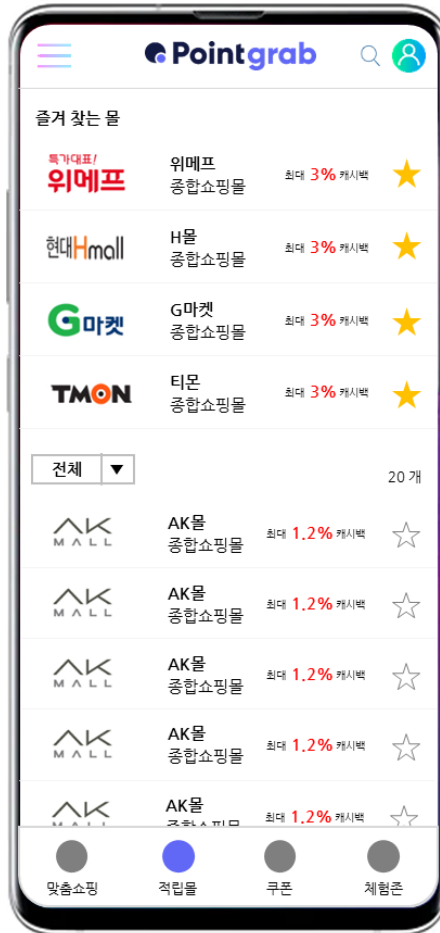 Pointgrab
즐겨 찾는 몰
특가대표!
위메프
위메프
종합쇼핑몰
최대 3% 캐시백
현대Hmall
H몰
종합쇼핑몰
최대 3% 캐시백
G마켓
G마켓
종합쇼핑몰
최대 3% 캐시백
TMON
티몬
종합쇼핑몰
최대 3% 캐시백
전체 ▼
20 개
AK
MALL
AK몰
종합쇼핑몰
최대 1.2% 캐시백
AK
MALL
AK몰
종합쇼핑몰
최대 1.2% 캐시백
AK
MALL
AK몰
종합쇼핑몰
최대 1.2% 캐시백
AK
MALL
AK몰
종합쇼핑몰
최대 1.2% 캐시백
AK
AK몰
종합쇼핑몰
최대 1.2% 캐시백
맞춤쇼핑
적립몰
쿠폰
체험존